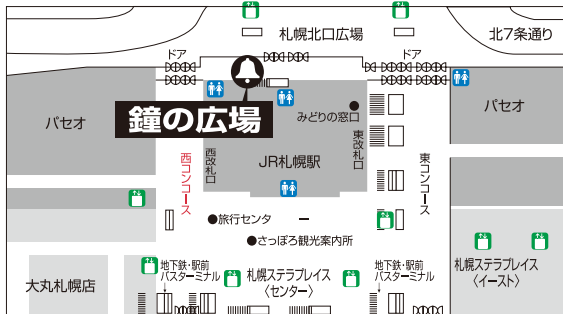 札幌北口広場
北7条通り
ドア
ドア
鐘の広場
パセオ
パセオ
みどりの窓口
西改札口
JR札幌駅
東改札口
西コンコース
東コンコース
旅行センタ ー
さっぽろ観光案内所
大丸札幌店
地下鉄・駅前
バスターミナル
札幌ステラプレイス
〈センター〉
地下鉄・駅前
バスターミナル
札幌ステラプレイス
〈イースト〉